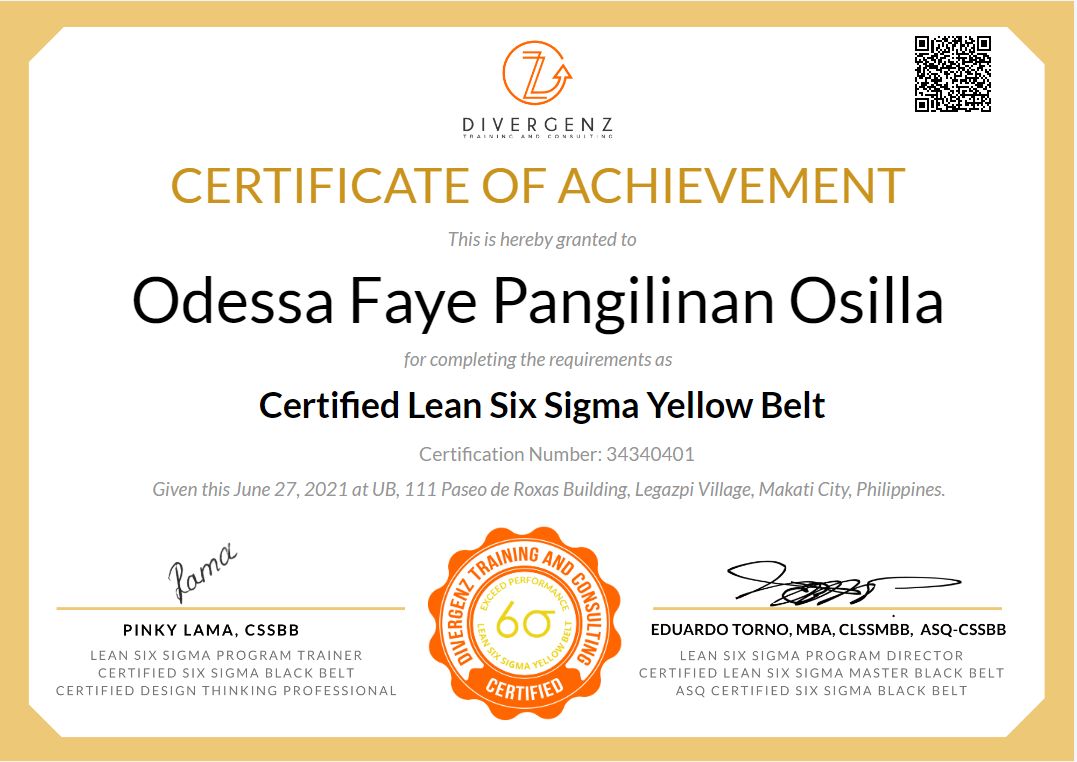 DIVERGENZ
TRAINING AND CONSULTING
CERTIFICATE OF ACHIEVEMENT
This is hereby granted to
Odessa Faye Pangilinan Osilla
for completing the requirements as
Certified Lean Six Sigma Yellow Belt
Certification Number: 34340401
Given this June 27, 2021 at UB, 111 Paseo de Roxas Building, Legazpi Village, Makati City, Philippines.
Lama
PINKY LAMA, CSSBB
LEAN SIX SIGMA PROGRAM TRAINER
CERTIFIED SIX SIGMA BLACK BELT
CERTIFIED DESIGN THINKING PROFESSIONAL
DIVERGENZ TRAINING AND CONSULTING
EXCEED PERFORMANCE
6σ
LEAN SIX SIGMA YELLOW BELT
CERTIFIED
EDUARDO TORNO, MBA, CLSSMBB, ASQ-CSSBB
LEAN SIX SIGMA PROGRAM DIRECTOR
CERTIFIED LEAN SIX SIGMA MASTER BLACK BELT
ASQ CERTIFIED SIX SIGMA BLACK BELT